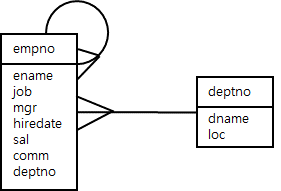 empno
ename
job
mgr
hiredate
sal
comm
deptno
deptno
dname
loc